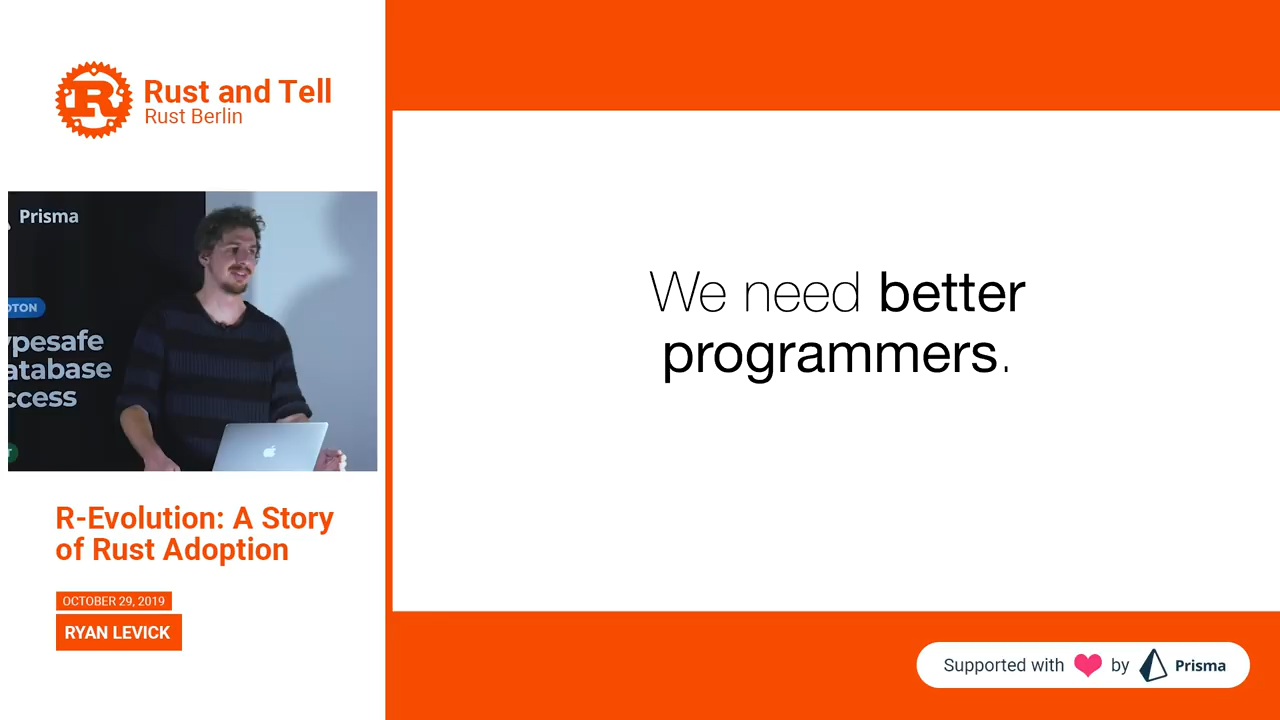 Rust and Tell
Rust Berlin
Prisma
OTON
ypesafe
atabase
ccess
R-Evolution: A Story
of Rust Adoption
OCTOBER 29, 2019
RYAN LEVICK
We need better
programmers.
Supported with by Prisma